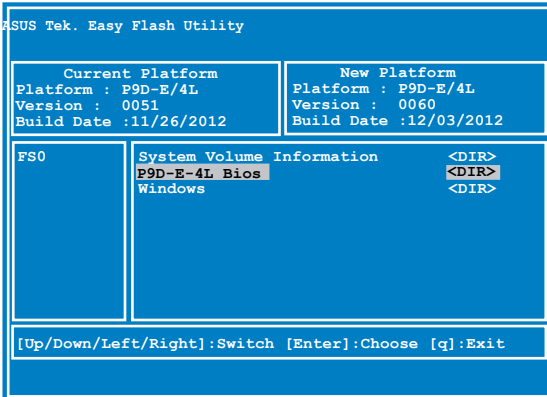 ASUS Tek. Easy Flash Utility
Current Platform
Platform : P9D-E/4L
Version : 0051
Build Date :11/26/2012
New Platform
Platform : P9D-E/4L
Version : 0060
Build Date :12/03/2012
FS0
System Volume Information <DIR>
P9D-E-4L Bios <DIR>
Windows <DIR>
[Up/Down/Left/Right]:Switch [Enter]:Choose [q]:Exit